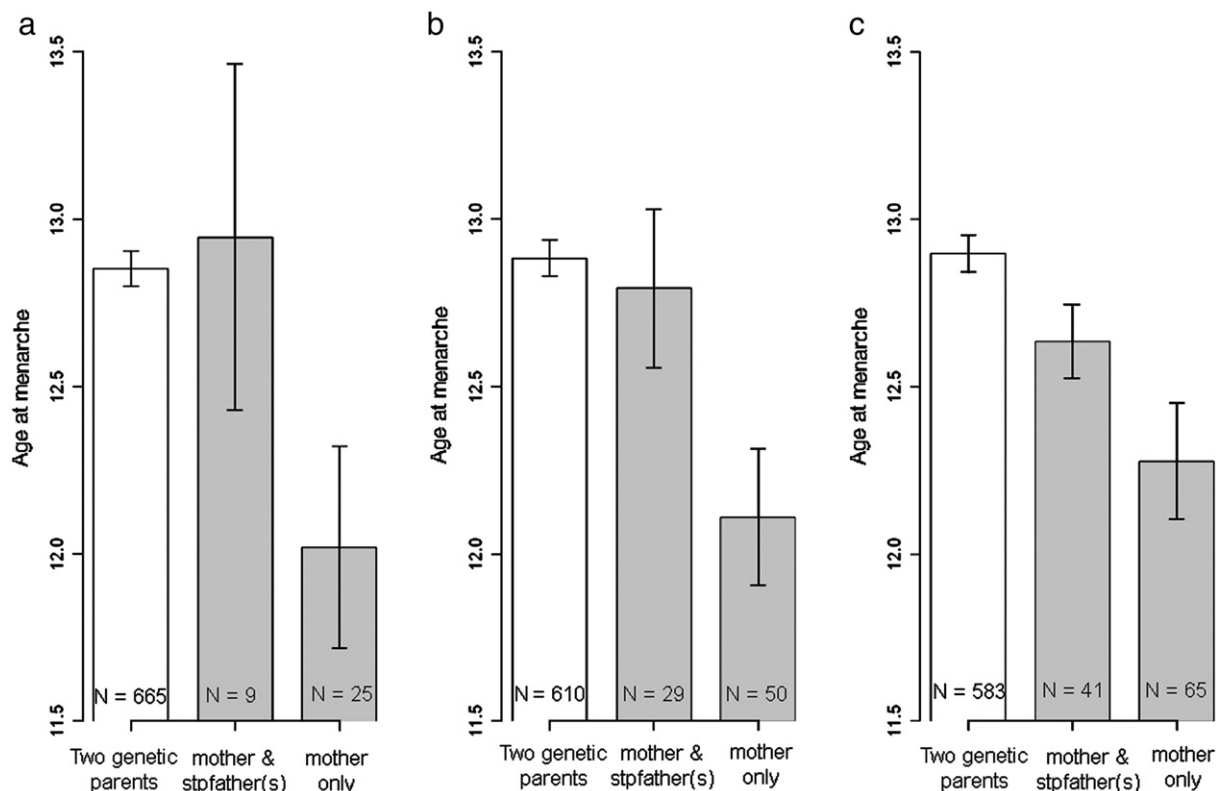 a
13.5
13.0
12.5
12.0
11.5
Age at menarche
N = 665
N = 9
N = 25
Two genetic
parents
mother &
stpfather(s)
mother
only
b
13.5
13.0
12.5
12.0
11.5
Age at menarche
N = 610
N = 29
N = 50
Two genetic
parents
mother &
stpfather(s)
mother
only
c
13.5
13.0
12.5
12.0
11.5
Age at menarche
N = 583
N = 41
N = 65
Two genetic
parents
mother &
stpfather(s)
mother
only